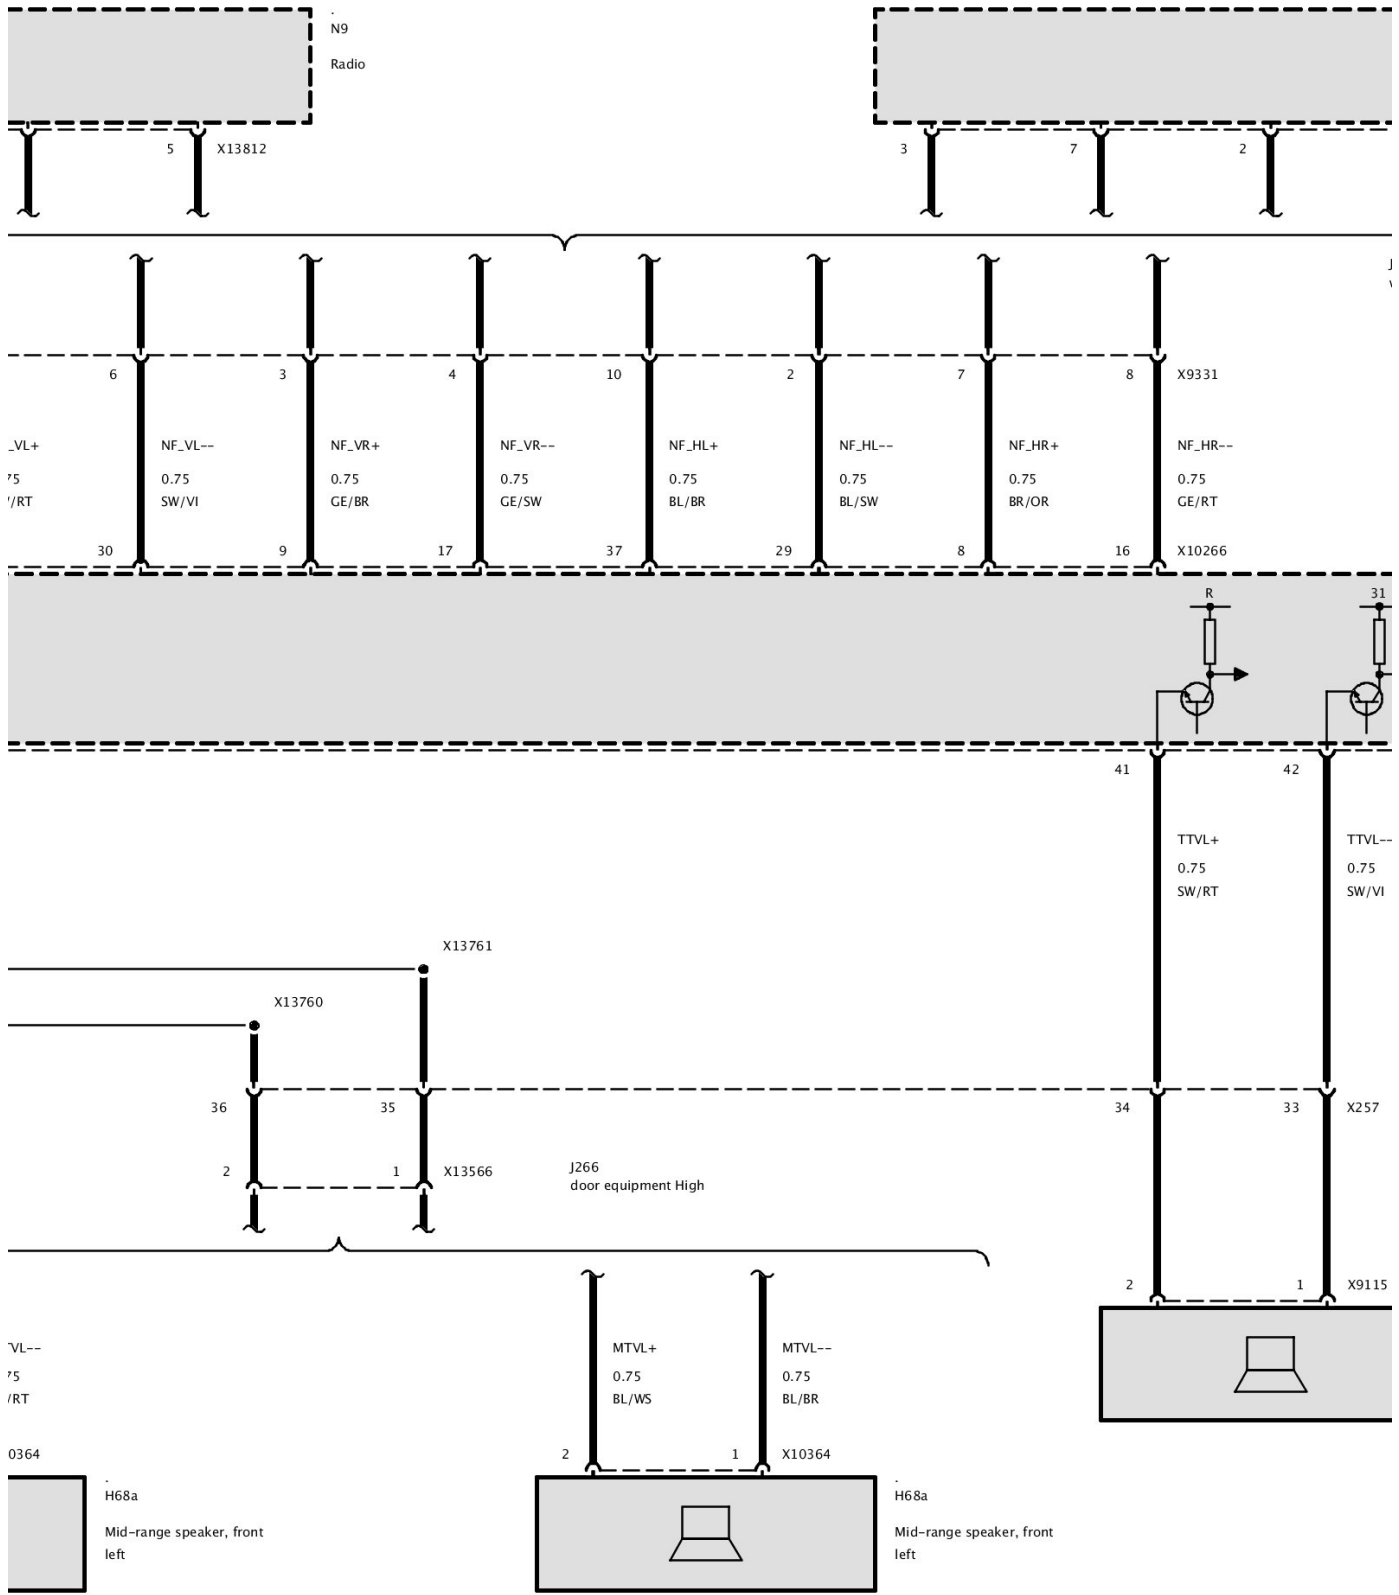 .
N9
Radio
5 X13812
3 7 2
J
6 3 4 10 2 7 8 X9331
_VL+ NF_VL-- NF_VR+ NF_VR-- NF_HL+ NF_HL-- NF_HR+ NF_HR--
75 0.75 0.75 0.75 0.75 0.75 0.75 0.75
/RT SW/VI GE/BR GE/SW BL/BR BL/SW BR/OR GE/RT
30 9 17 37 29 8 16 X10266
R 31
41 42
TTVL+ TTVL--
0.75 0.75
SW/RT SW/VI
X13761
X13760
36 35 34 33 X257
2 1 X13566
J266
door equipment High
2 1 X9115
TVL-- MTVL+ MTVL--
75 0.75 0.75
/RT BL/WS BL/BR
0364 2 1 X10364
. .
H68a H68a
Mid-range speaker, front Mid-range speaker, front
left left